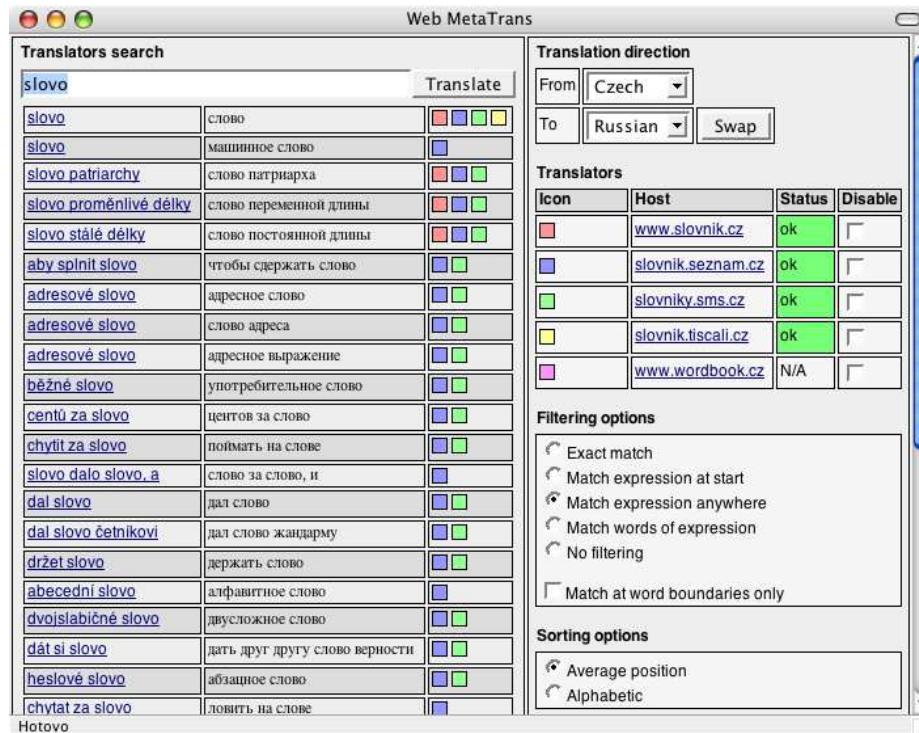 Web MetaTrans
Translators search
slovo Translate
slovo слово
slovo машинное слово
slovo patriarchy слово патриарха
slovo proměnlivé délky слово переменной длины
slovo stálé délky слово постоянной длины
aby splnit slovo чтобы сдержать слово
adresové slovo адресное слово
adresové slovo слово адреса
adresové slovo адресное выражение
běžné slovo употребительное слово
centů za slovo центов за слово
chytit za slovo поймать на слове
slovo dalo slovo, a слово за слово, и
dal slovo дал слово
dal slovo četníkovi дал слово жандарму
držet slovo держать слово
abecední slovo алфавитное слово
dvojslabičné slovo двусложное слово
dát si slovo дать друг другу слово верности
heslové slovo абзацное слово
chytat za slovo ловить на слове
Translation direction
From Czech
To Russian Swap
Translators
Icon Host Status Disable
www.slovnik.cz ok
slovnik.seznam.cz ok
slovniky.sms.cz ok
slovnik.tiscali.cz ok
www.wordbook.cz N/A
Filtering options
Exact match
Match expression at start
Match expression anywhere
Match words of expression
No filtering
Match at word boundaries only
Sorting options
Average position
Alphabetic
Hotovo